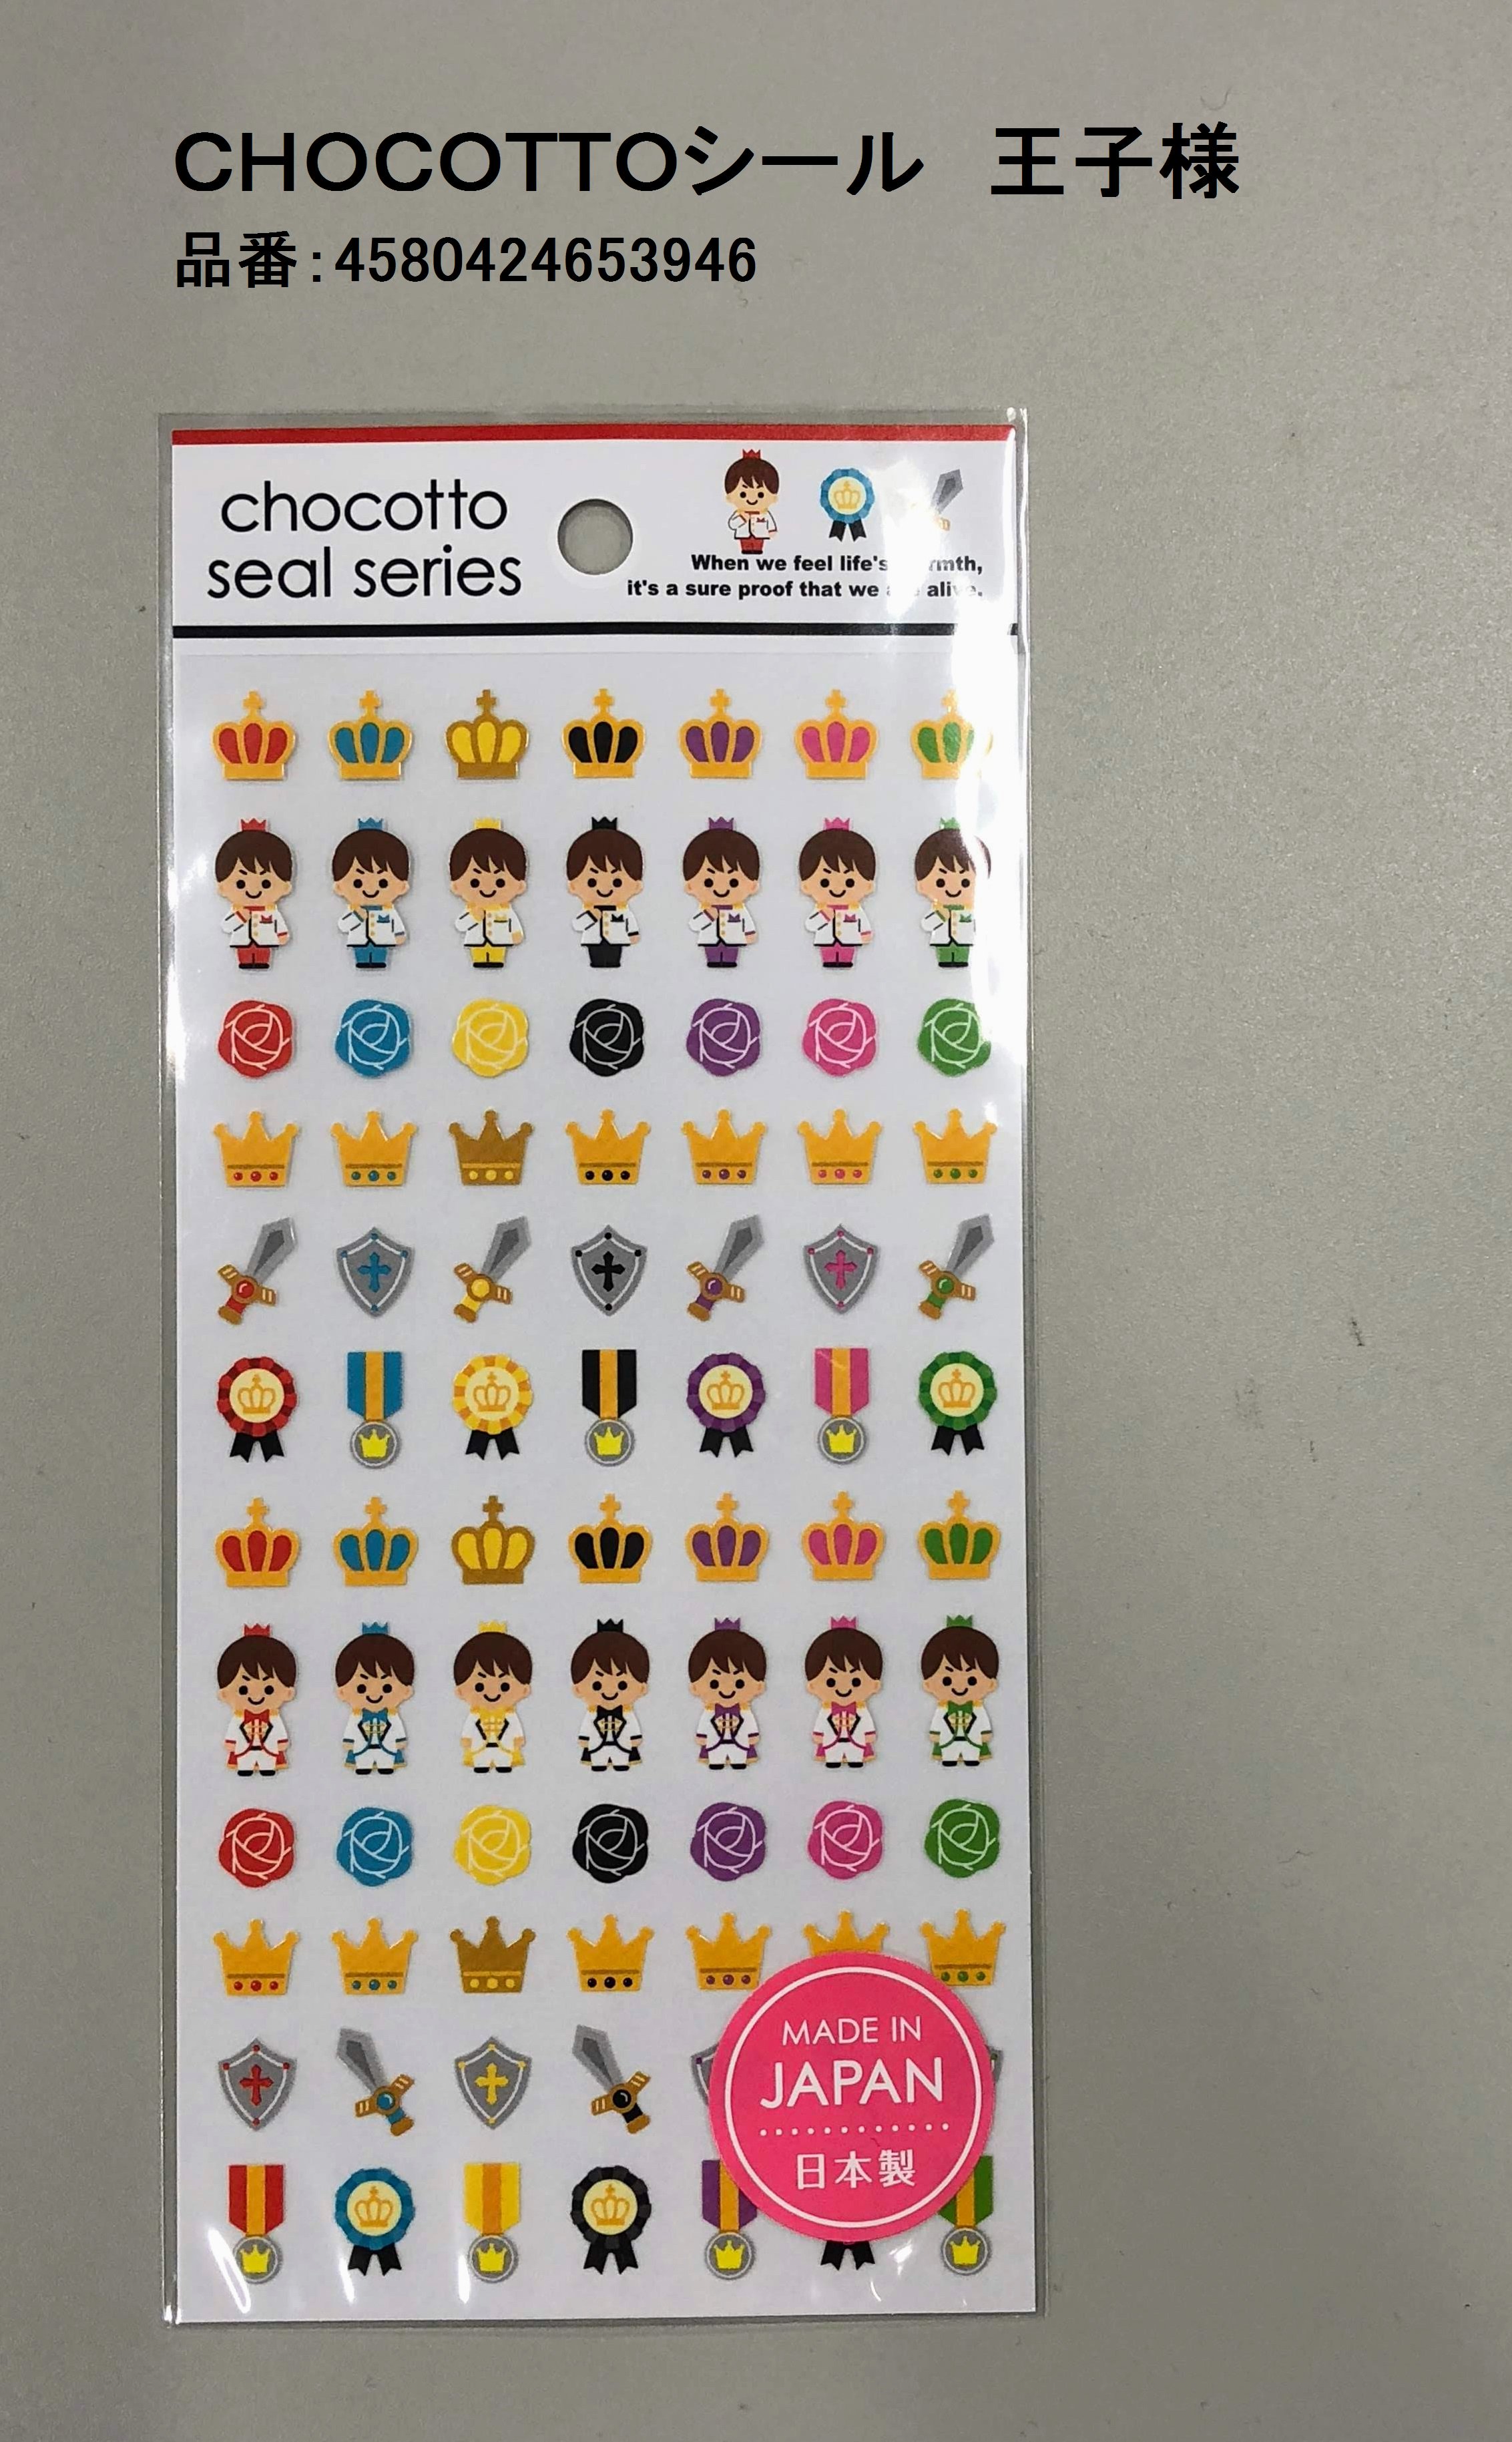 CHOCOTTOシール　王子様
品番：4580424653946
chocotto
seal series
When we feel life's
it's a sure proof that we alive.
MADE IN
JAPAN
日本製